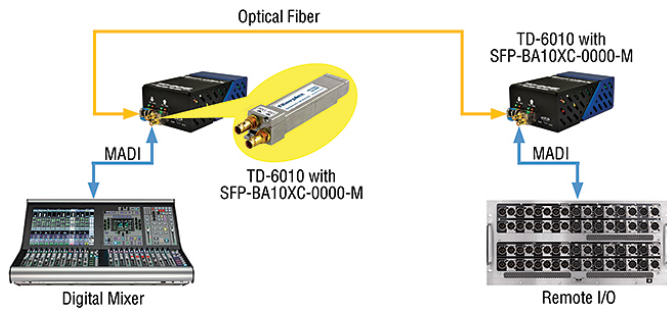 Optical Fiber
TD-6010 with
SFP-BA10XC-0000-M
MADI
TD-6010 with
SFP-BA10XC-0000-M
MADI
Digital Mixer
Remote I/O